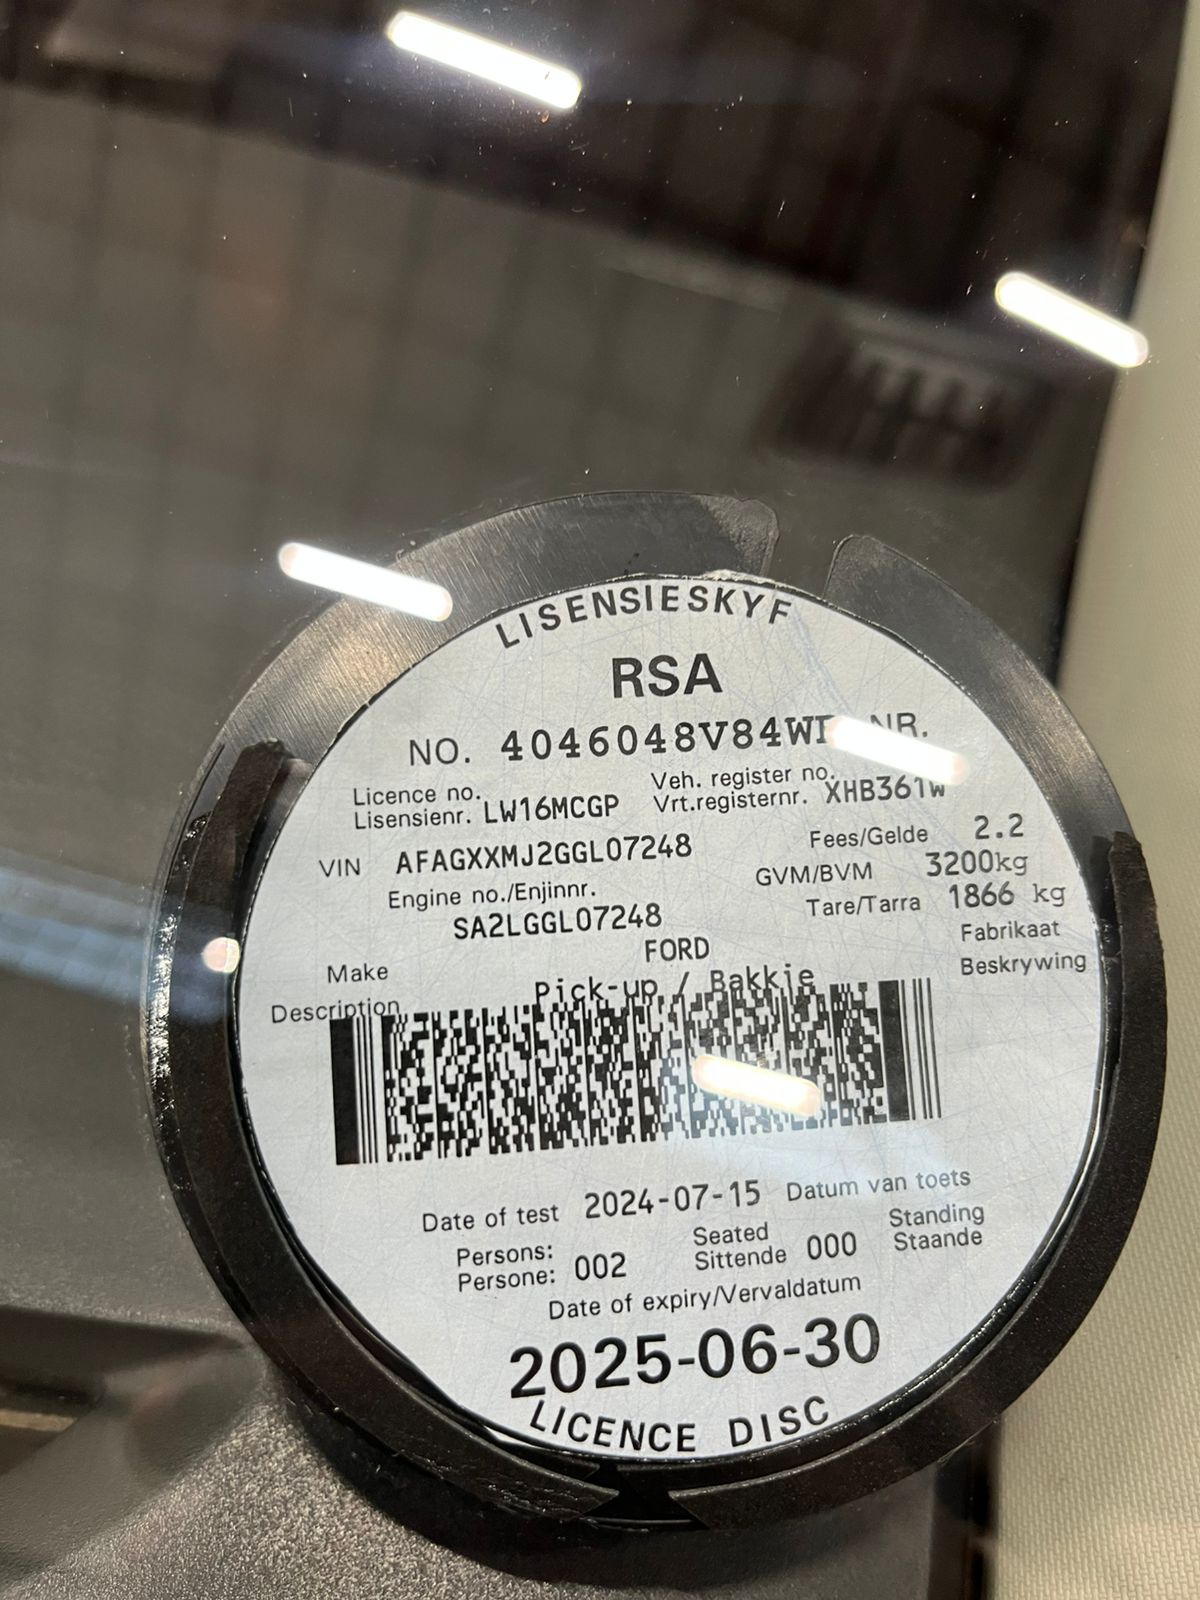 LISENSIESKYF
RSA
NO. NR.
Licence no. Veh. register no.
Lisensienr. LW16MCGP Vrt.registernr. XHB361W
VIN AFAGXXMJ2GGL07248 Fees/Gelde 2.2
Engine no./Enjinnr. GVM/BVM 3200kg
SA2LGGL07248 Tare/Tarra 1866 kg
Make FORD Fabrikaat
Description Pick-up / Bakkie Beskrywing
Date of test 2024-07-15 Datum van toets
Persons: Seated Standing
Persone: 002 Sittende 000 Staande
Date of expiry/Vervaldatum
2025-06-30
LICENCE DISC